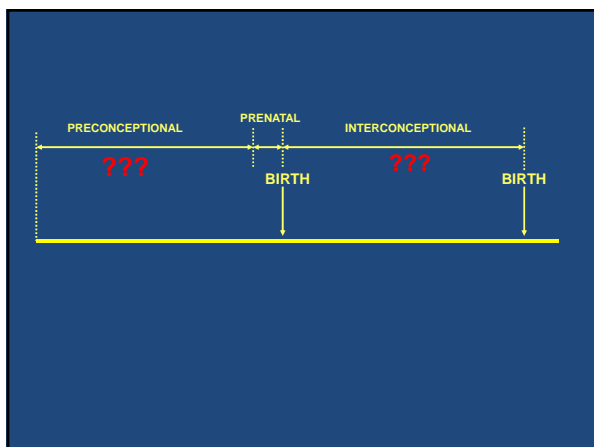 PRENATAL
PRECONCEPTIONAL
INTERCONCEPTIONAL
???
???
BIRTH
BIRTH